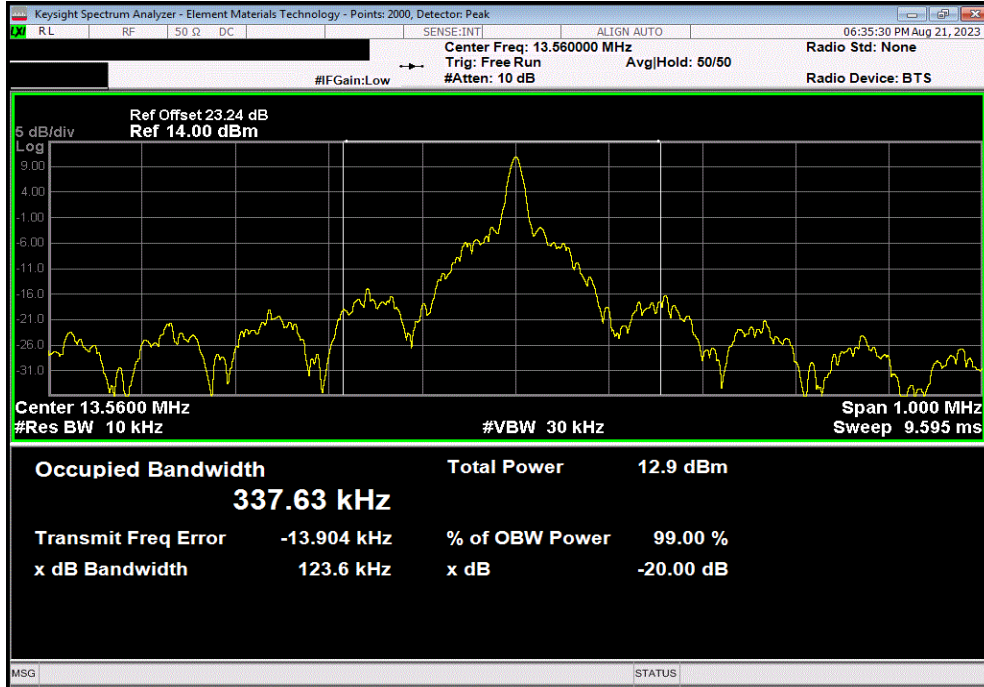 Keysight Spectrum Analyzer - Element Materials Technology - Points: 2000, Detector: Peak
LXI RL RF 50 Ω DC SENSE:INT ALIGN AUTO 06:35:30 PM Aug 21, 2023
Center Freq: 13.560000 MHz Radio Std: None
Trig: Free Run Avg|Hold: 50/50
#IFGain:Low #Atten: 10 dB Radio Device: BTS
Ref Offset 23.24 dB
5 dB/div Ref 14.00 dBm
Log
9.00
4.00
-1.00
-6.00
-11.0
-16.0
-21.0
-26.0
-31.0
Center 13.5600 MHz Span 1.000 MHz
#Res BW 10 kHz #VBW 30 kHz Sweep 9.595 ms
Occupied Bandwidth Total Power 12.9 dBm
337.63 kHz
Transmit Freq Error -13.904 kHz % of OBW Power 99.00 %
x dB Bandwidth 123.6 kHz x dB -20.00 dB
MSG STATUS